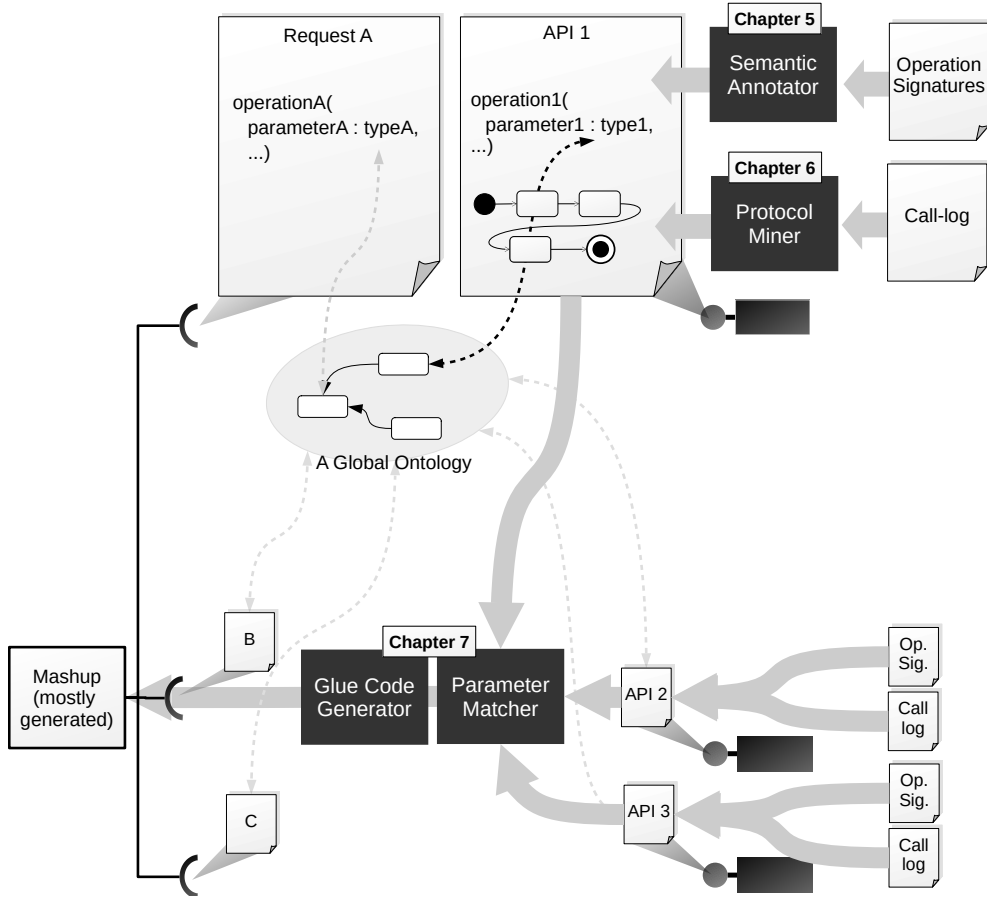 Request A
operationA(
parameterA : typeA,
...)
API 1
operation1(
parameter1 : type1,
...)
Chapter 5
Semantic
Annotator
Operation
Signatures
Chapter 6
Protocol
Miner
Call-log
A Global Ontology
B
Mashup
(mostly
generated)
Chapter 7
Glue Code
Generator
Parameter
Matcher
API 2
Op.
Sig.
Call
log
C
API 3
Op.
Sig.
Call
log